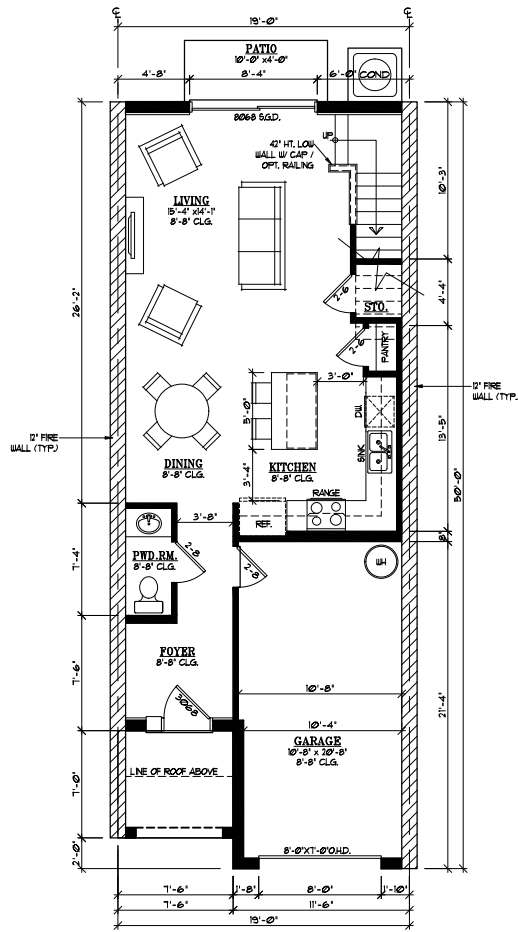 ℄ ℄
19'-0"
PATIO
10'-0" x4'-0"
COND
4'-8" 8'-4" 6'-0"
8068 S.G.D.
UP
42" HT. LOW
WALL W/ CAP /
OPT. RAILING
10'-3"
LIVING
15'-4" x14'-1"
8'-8" CLG.
26'-2"
4'-4"
2-6
STO.
2-6
PANTRY
3'-0"
12" FIRE
WALL (TYP.
D.W.
5'-0"
13'-5"
50'-0"
12" FIRE
WALL (TYP.)
SINK
DINING
8'-8" CLG.
KITCHEN
8'-8" CLG.
3'-4"
RANGE
REF.
3'-8"
8"
PWD.RM.
8'-8" CLG.
2-8
2-8
WH
7'-4"
FOYER
8'-8" CLG.
7'-6"
3068
10'-8"
10'-4"
21'-4"
GARAGE
10'-8" x 20'-8"
8'-8" CLG.
LINE OF ROOF ABOVE
7'-0"
2'-0"
8'-0"X7'-0"O.H.D.
7'-6" 1'-8" 8'-0" 1'-10"
7'-6" 11'-6"
19'-0"